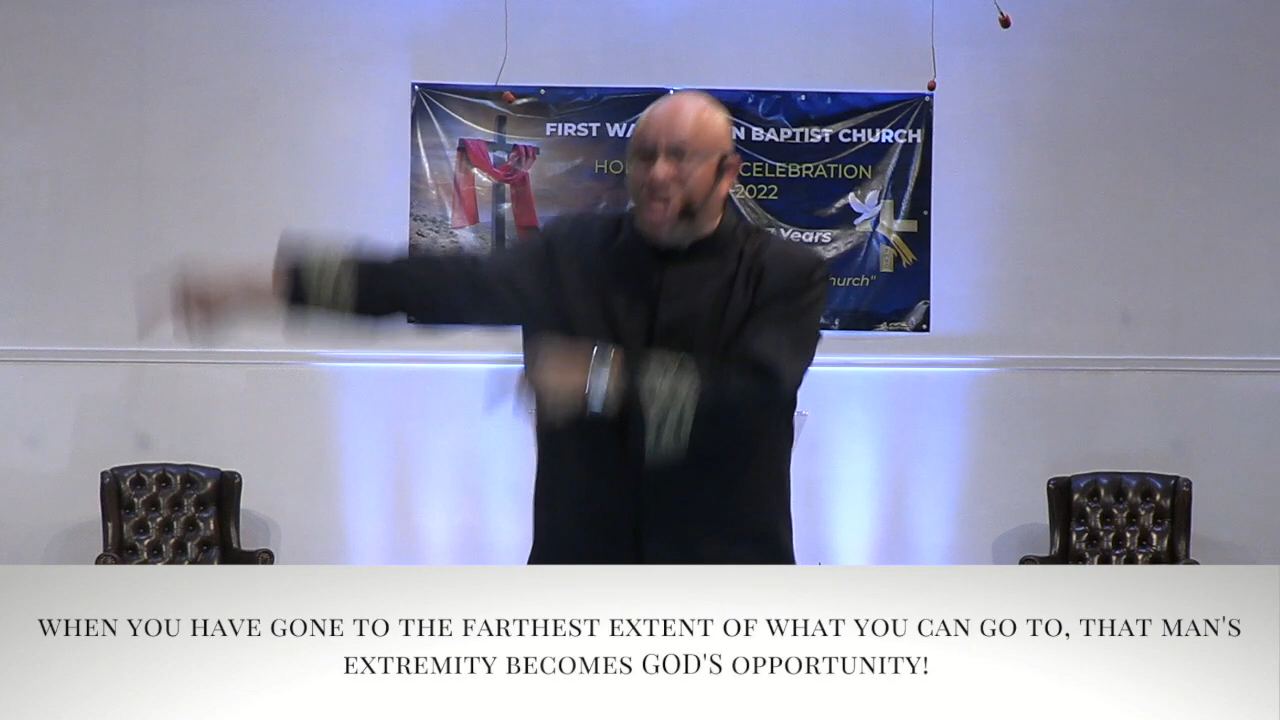 FIRST WA N BAPTIST CHURCH
HO CELEBRATION
2022
Years
hurch"
WHEN YOU HAVE GONE TO THE FARTHEST EXTENT OF WHAT YOU CAN GO TO, THAT MAN'S
EXTREMITY BECOMES GOD'S OPPORTUNITY!